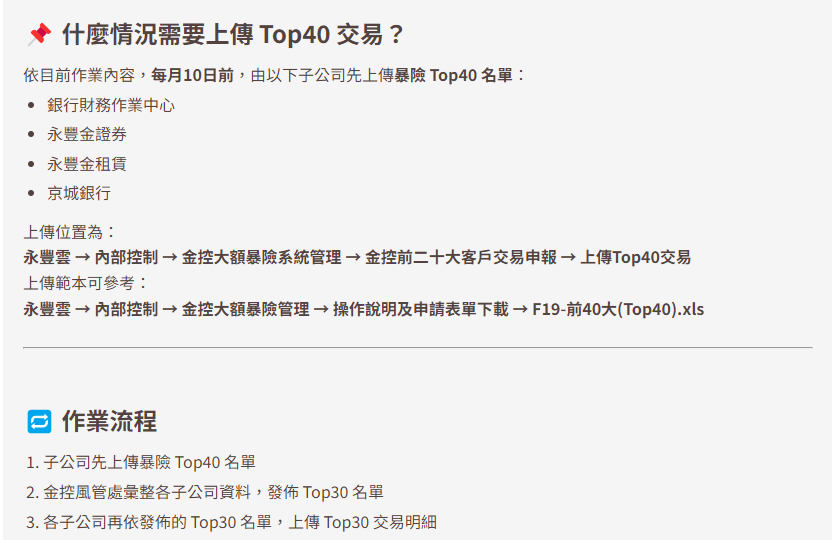 📌 什麼情況需要上傳 Top40 交易？
依目前作業內容，每月10日前，由以下子公司先上傳暴險 Top40 名單：
• 銀行財務作業中心
• 永豐金證券
• 永豐金租賃
• 京城銀行
上傳位置為：
永豐雲 → 內部控制 → 金控大額暴險系統管理 → 金控前二十大客戶交易申報 → 上傳Top40交易
上傳範本可參考：
永豐雲 → 內部控制 → 金控大額暴險管理 → 操作說明及申請表單下載 → F19-前40大(Top40).xls
🔁 作業流程
1. 子公司先上傳暴險 Top40 名單
2. 金控風管處彙整各子公司資料，發佈 Top30 名單
3. 各子公司再依發佈的 Top30 名單，上傳 Top30 交易明細